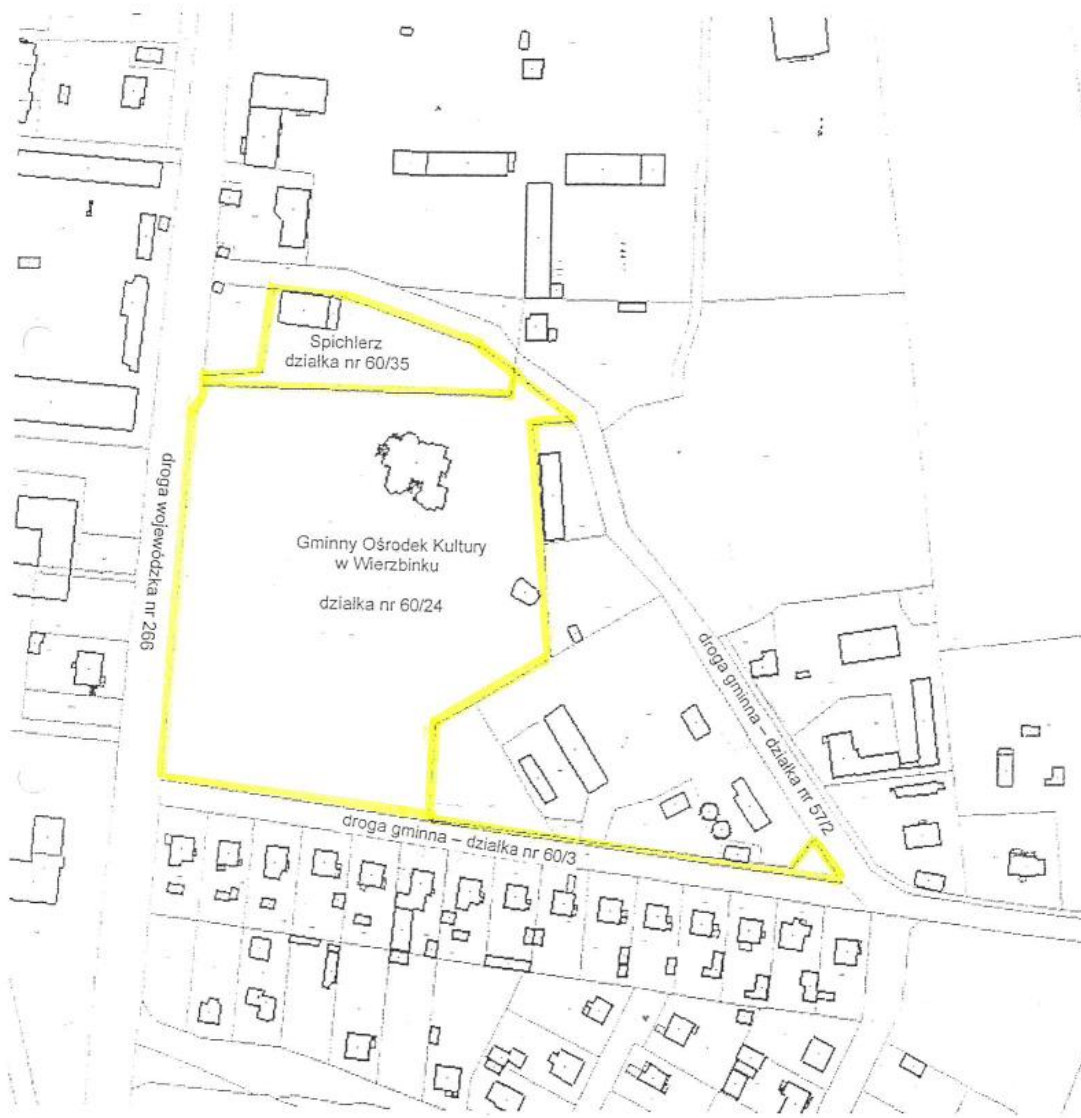 Spichlerz
działka nr 60/35
droga wojewódzka nr 266
Gminny Ośrodek Kultury
w Wierzbinku
działka nr 60/24
droga gminna – działka nr 57/2
droga gminna – działka nr 60/3